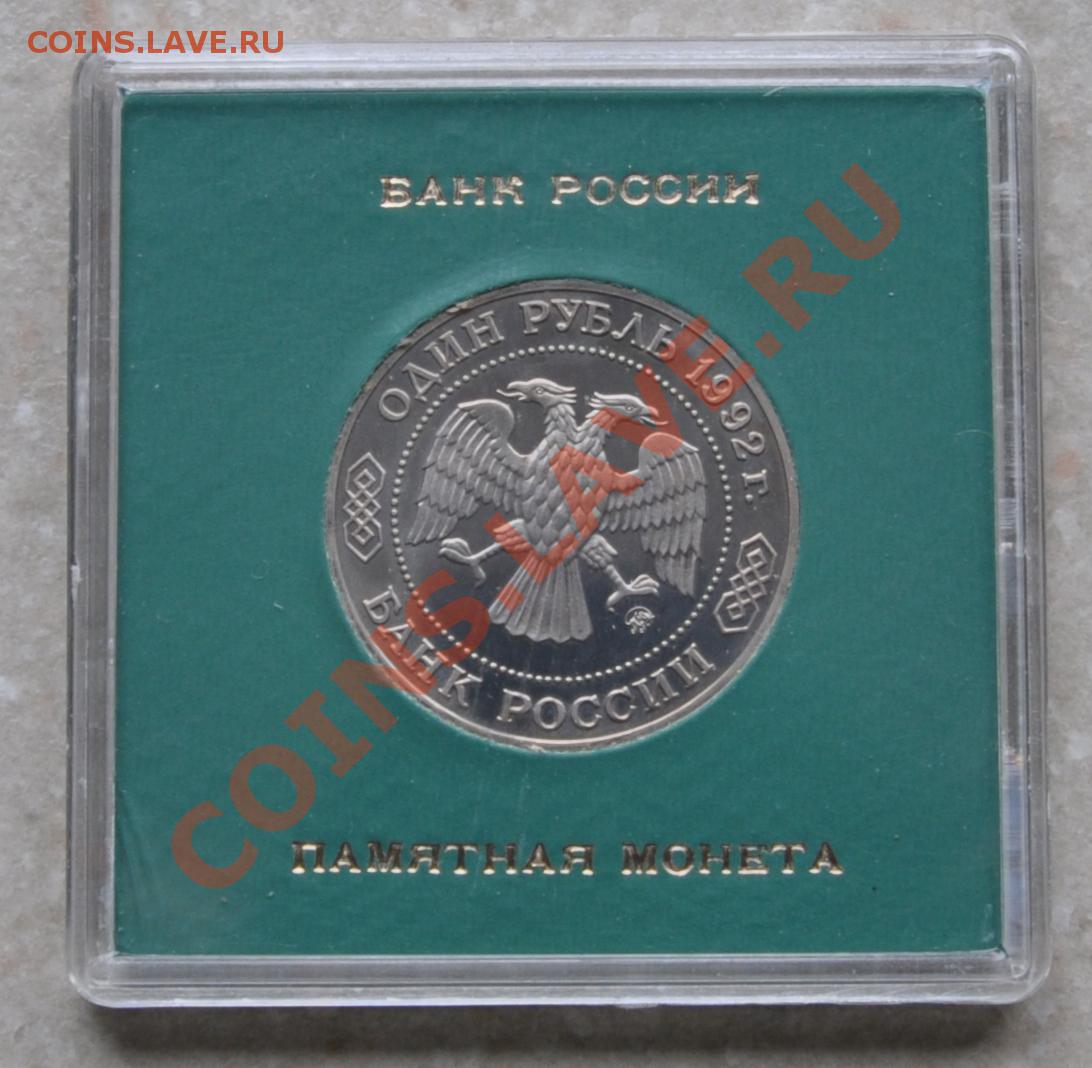 COINS.LAVE.RU
БАНК РОССИИ
ОДИН РУБЛЬ 1992 г.
БАНК РОССИИ
ПАМЯТНАЯ МОНЕТА
COINS.LAVE.RU